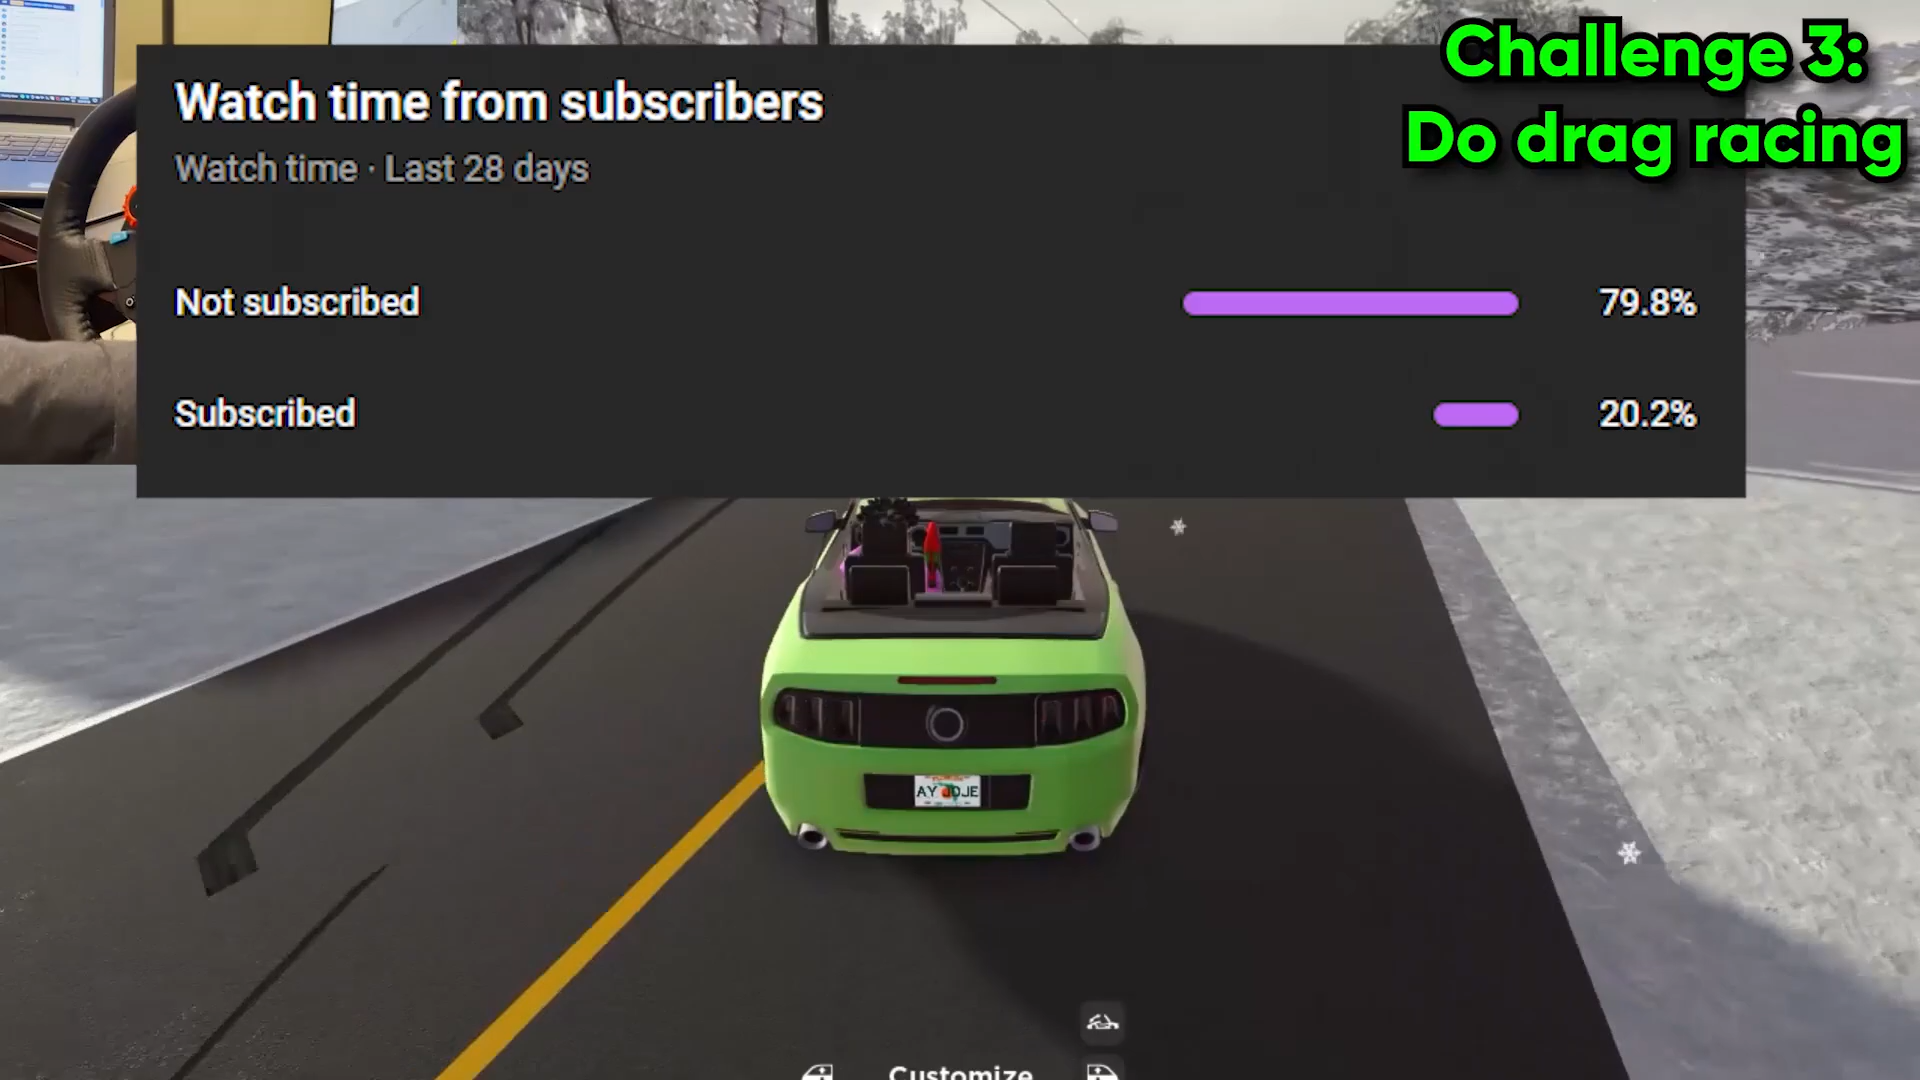 Challenge 3:
Do drag racing
Watch time from subscribers
Watch time · Last 28 days
Not subscribed 79.8%
Subscribed 20.2%
Customize